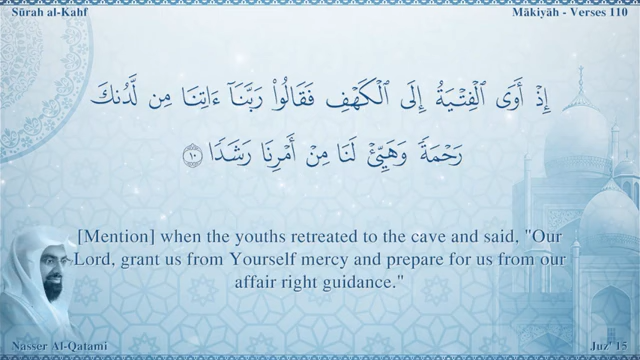 Sūrah al-Kahf
Mākiyāh - Verses 110
إِذْ أَوَى ٱلْفِتْيَةُ إِلَى ٱلْكَهْفِ فَقَالُوا۟ رَبَّنَآ ءَاتِنَا مِن لَّدُنكَ
رَحْمَةً وَهَيِّئْ لَنَا مِنْ أَمْرِنَا رَشَدًا ١٠
[Mention] when the youths retreated to the cave and said, "Our
Lord, grant us from Yourself mercy and prepare for us from our
affair right guidance."
Nasser Al-Qatami
Juz' 15